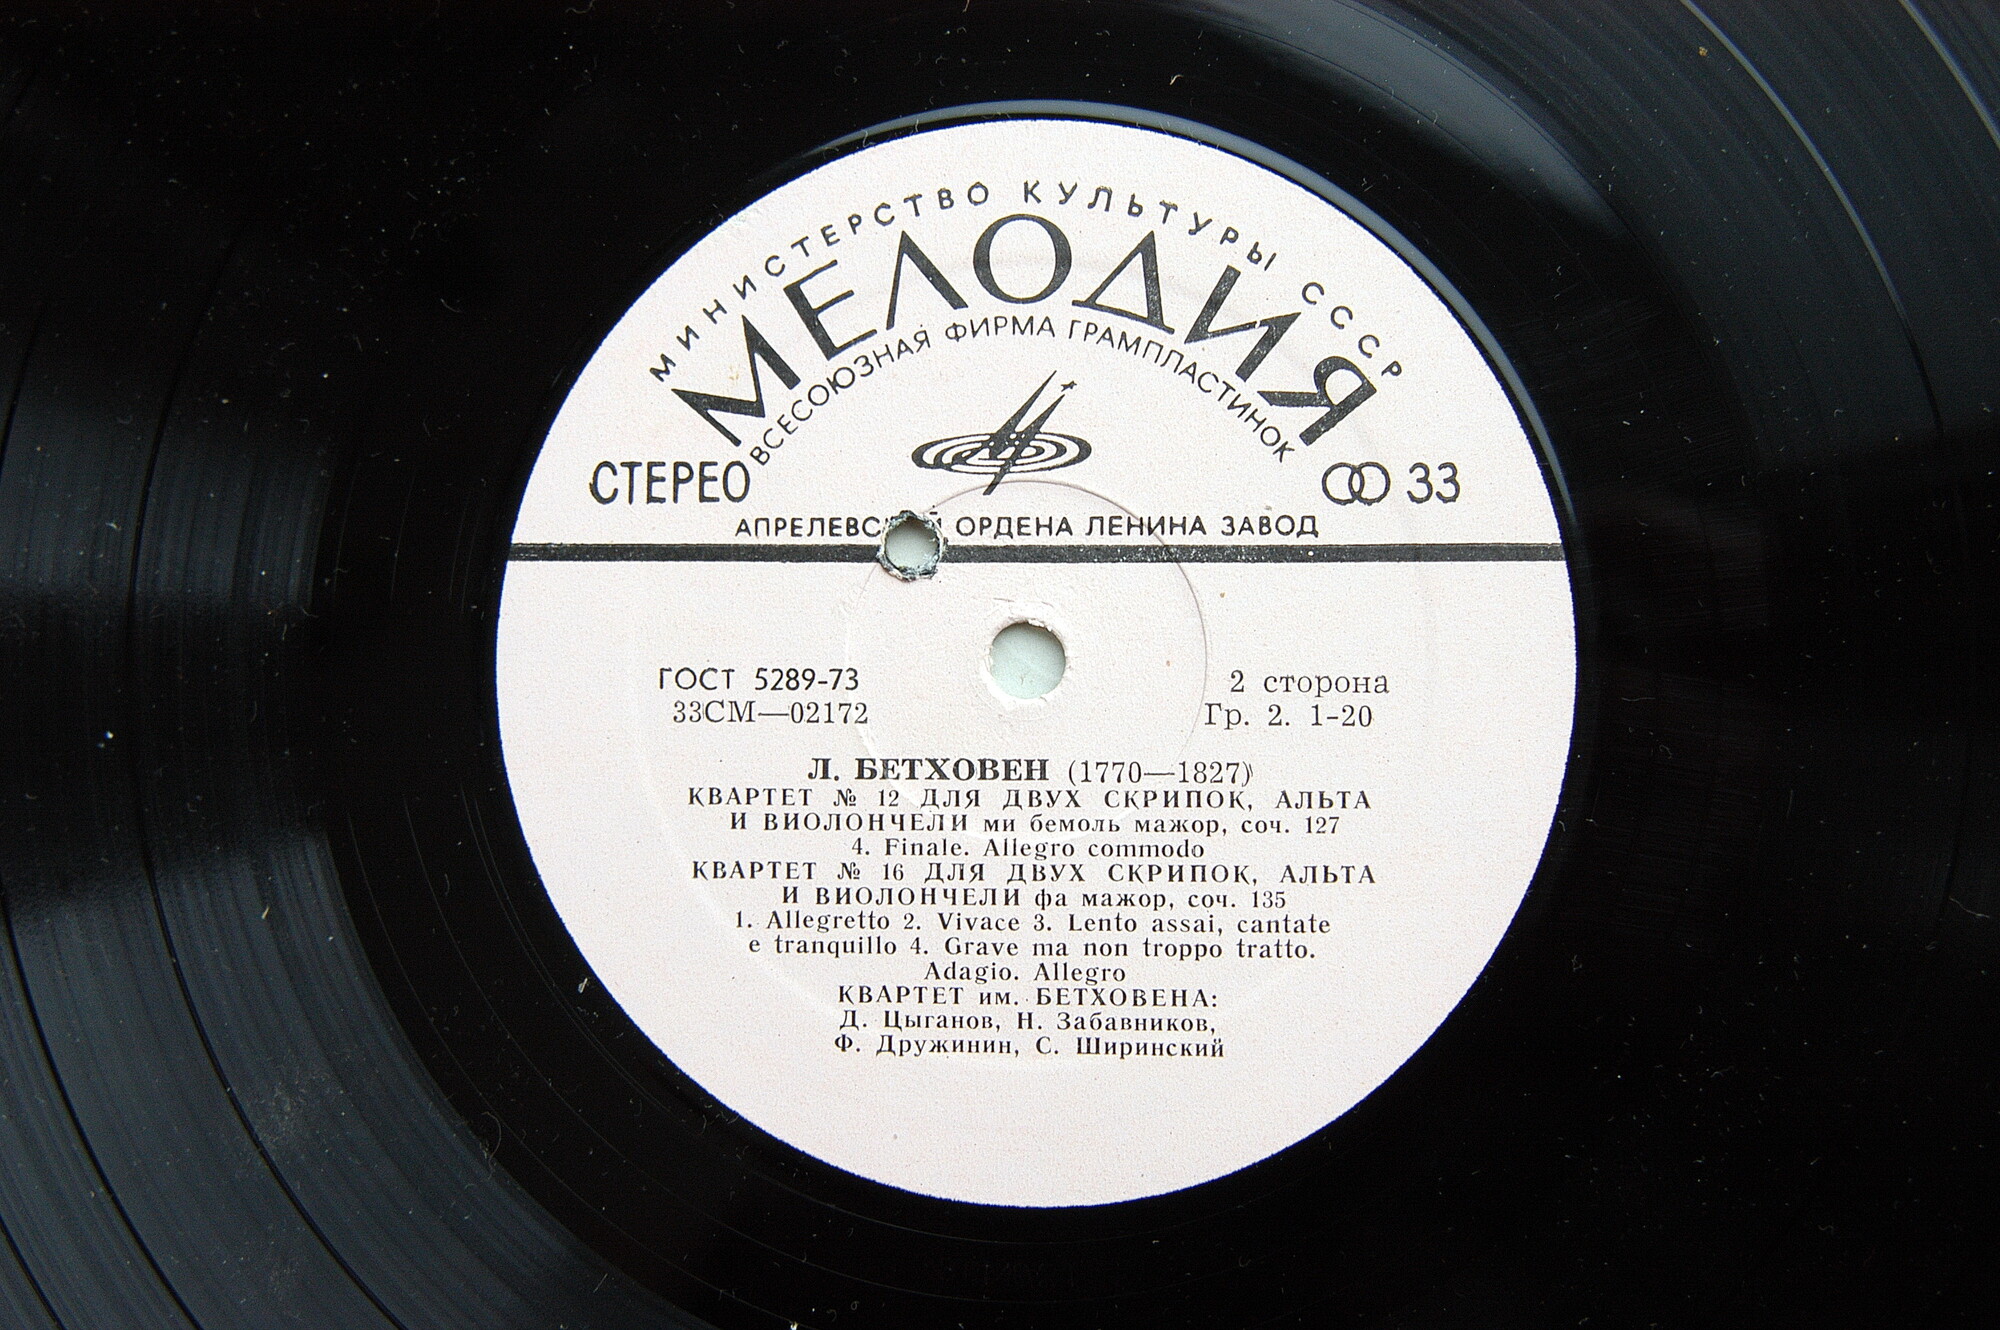 МИНИСТЕРСТВО КУЛЬТУРЫ СССР
МЕЛОДИЯ
ВСЕСОЮЗНАЯ ФИРМА ГРАМПЛАСТИНОК
СТЕРЕО
33
ОРДЕНА ЛЕНИНА ЗАВОД
ГОСТ 5289-73
2 сторона
33СМ—02172
Гр. 2. 1-20
Л. БЕТХОВЕН (1770—1827)
КВАРТЕТ № 12 ДЛЯ ДВУХ СКРИПОК, АЛЬТА
И ВИОЛОНЧЕЛИ ми бемоль мажор, соч. 127
4. Finale. Allegro commodo
КВАРТЕТ № 16 ДЛЯ ДВУХ СКРИПОК, АЛЬТА
И ВИОЛОНЧЕЛИ фа мажор, соч. 135
1. Allegretto 2. Vivace 3. Lento assai, cantate
e tranquillo 4. Grave ma non troppo tratto.
Adagio. Allegro
КВАРТЕТ им. БЕТХОВЕНА:
Д. Цыганов, Н. Забавников,
Ф. Дружинин, С. Ширинский